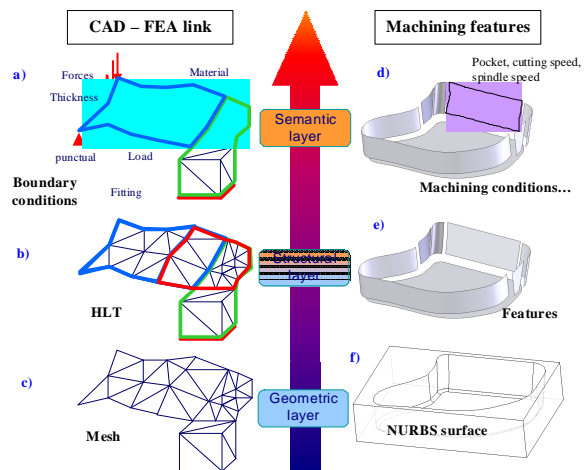 CAD – FEA link
Machining features
a)
Forces
Material
Thickness
punctual
Load
Boundary
conditions
Fitting
Semantic
layer
d)
Pocket, cutting speed,
spindle speed
Machining conditions…
b)
HLT
Structural
layer
e)
Features
c)
Mesh
Geometric
layer
f)
NURBS surface